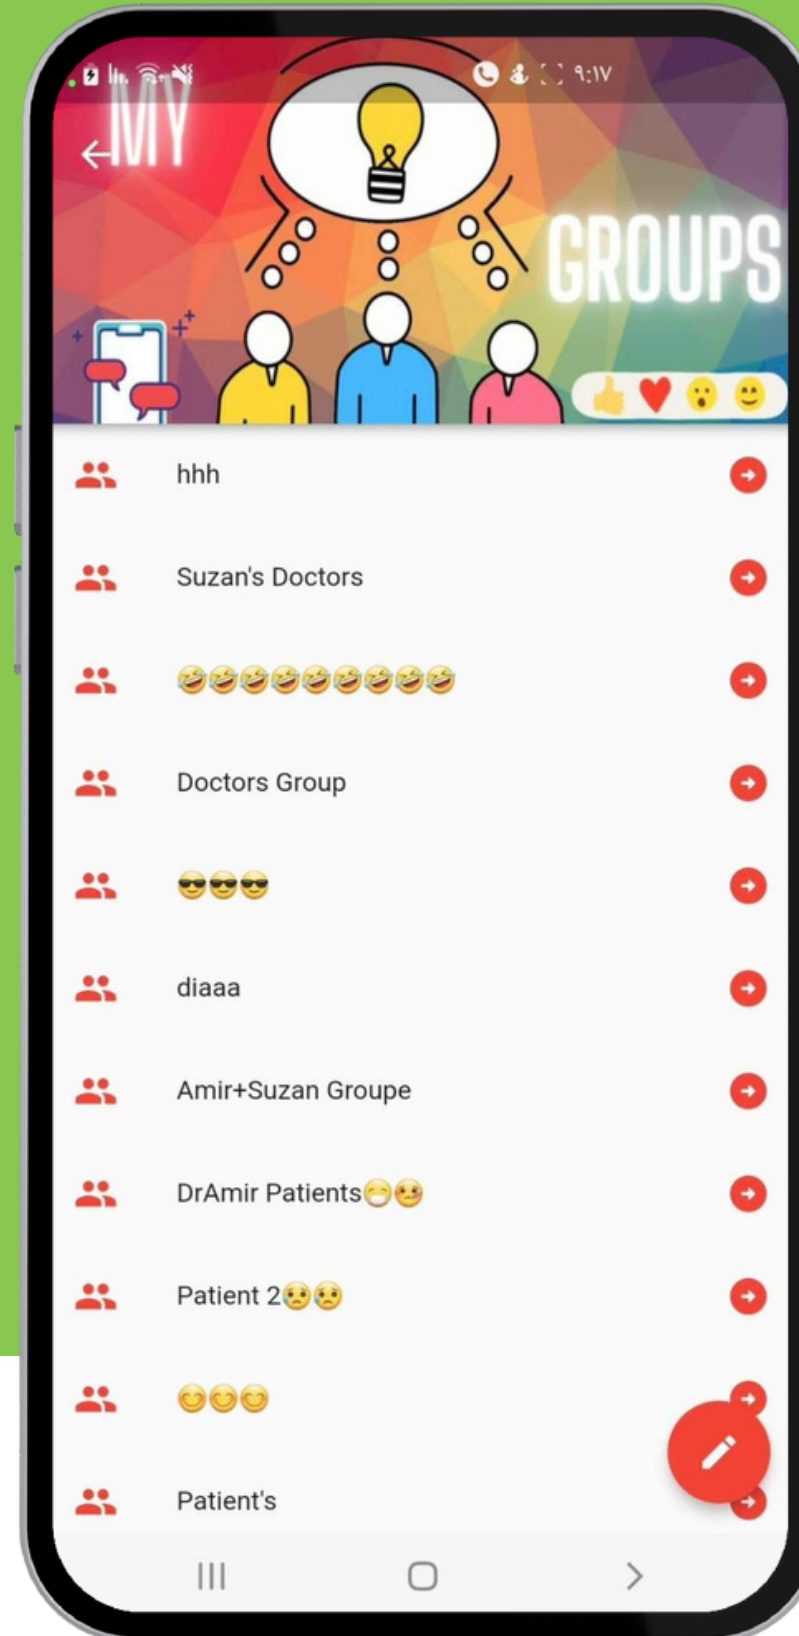 ٩:١٧
MY
GROUPS
hhh
Suzan's Doctors
🤣🤣🤣🤣🤣🤣🤣🤣🤣
Doctors Group
😎😎😎
diaaa
Amir+Suzan Groupe
DrAmir Patients😷🤒
Patient 2😥😥
😊😊😊
Patient's